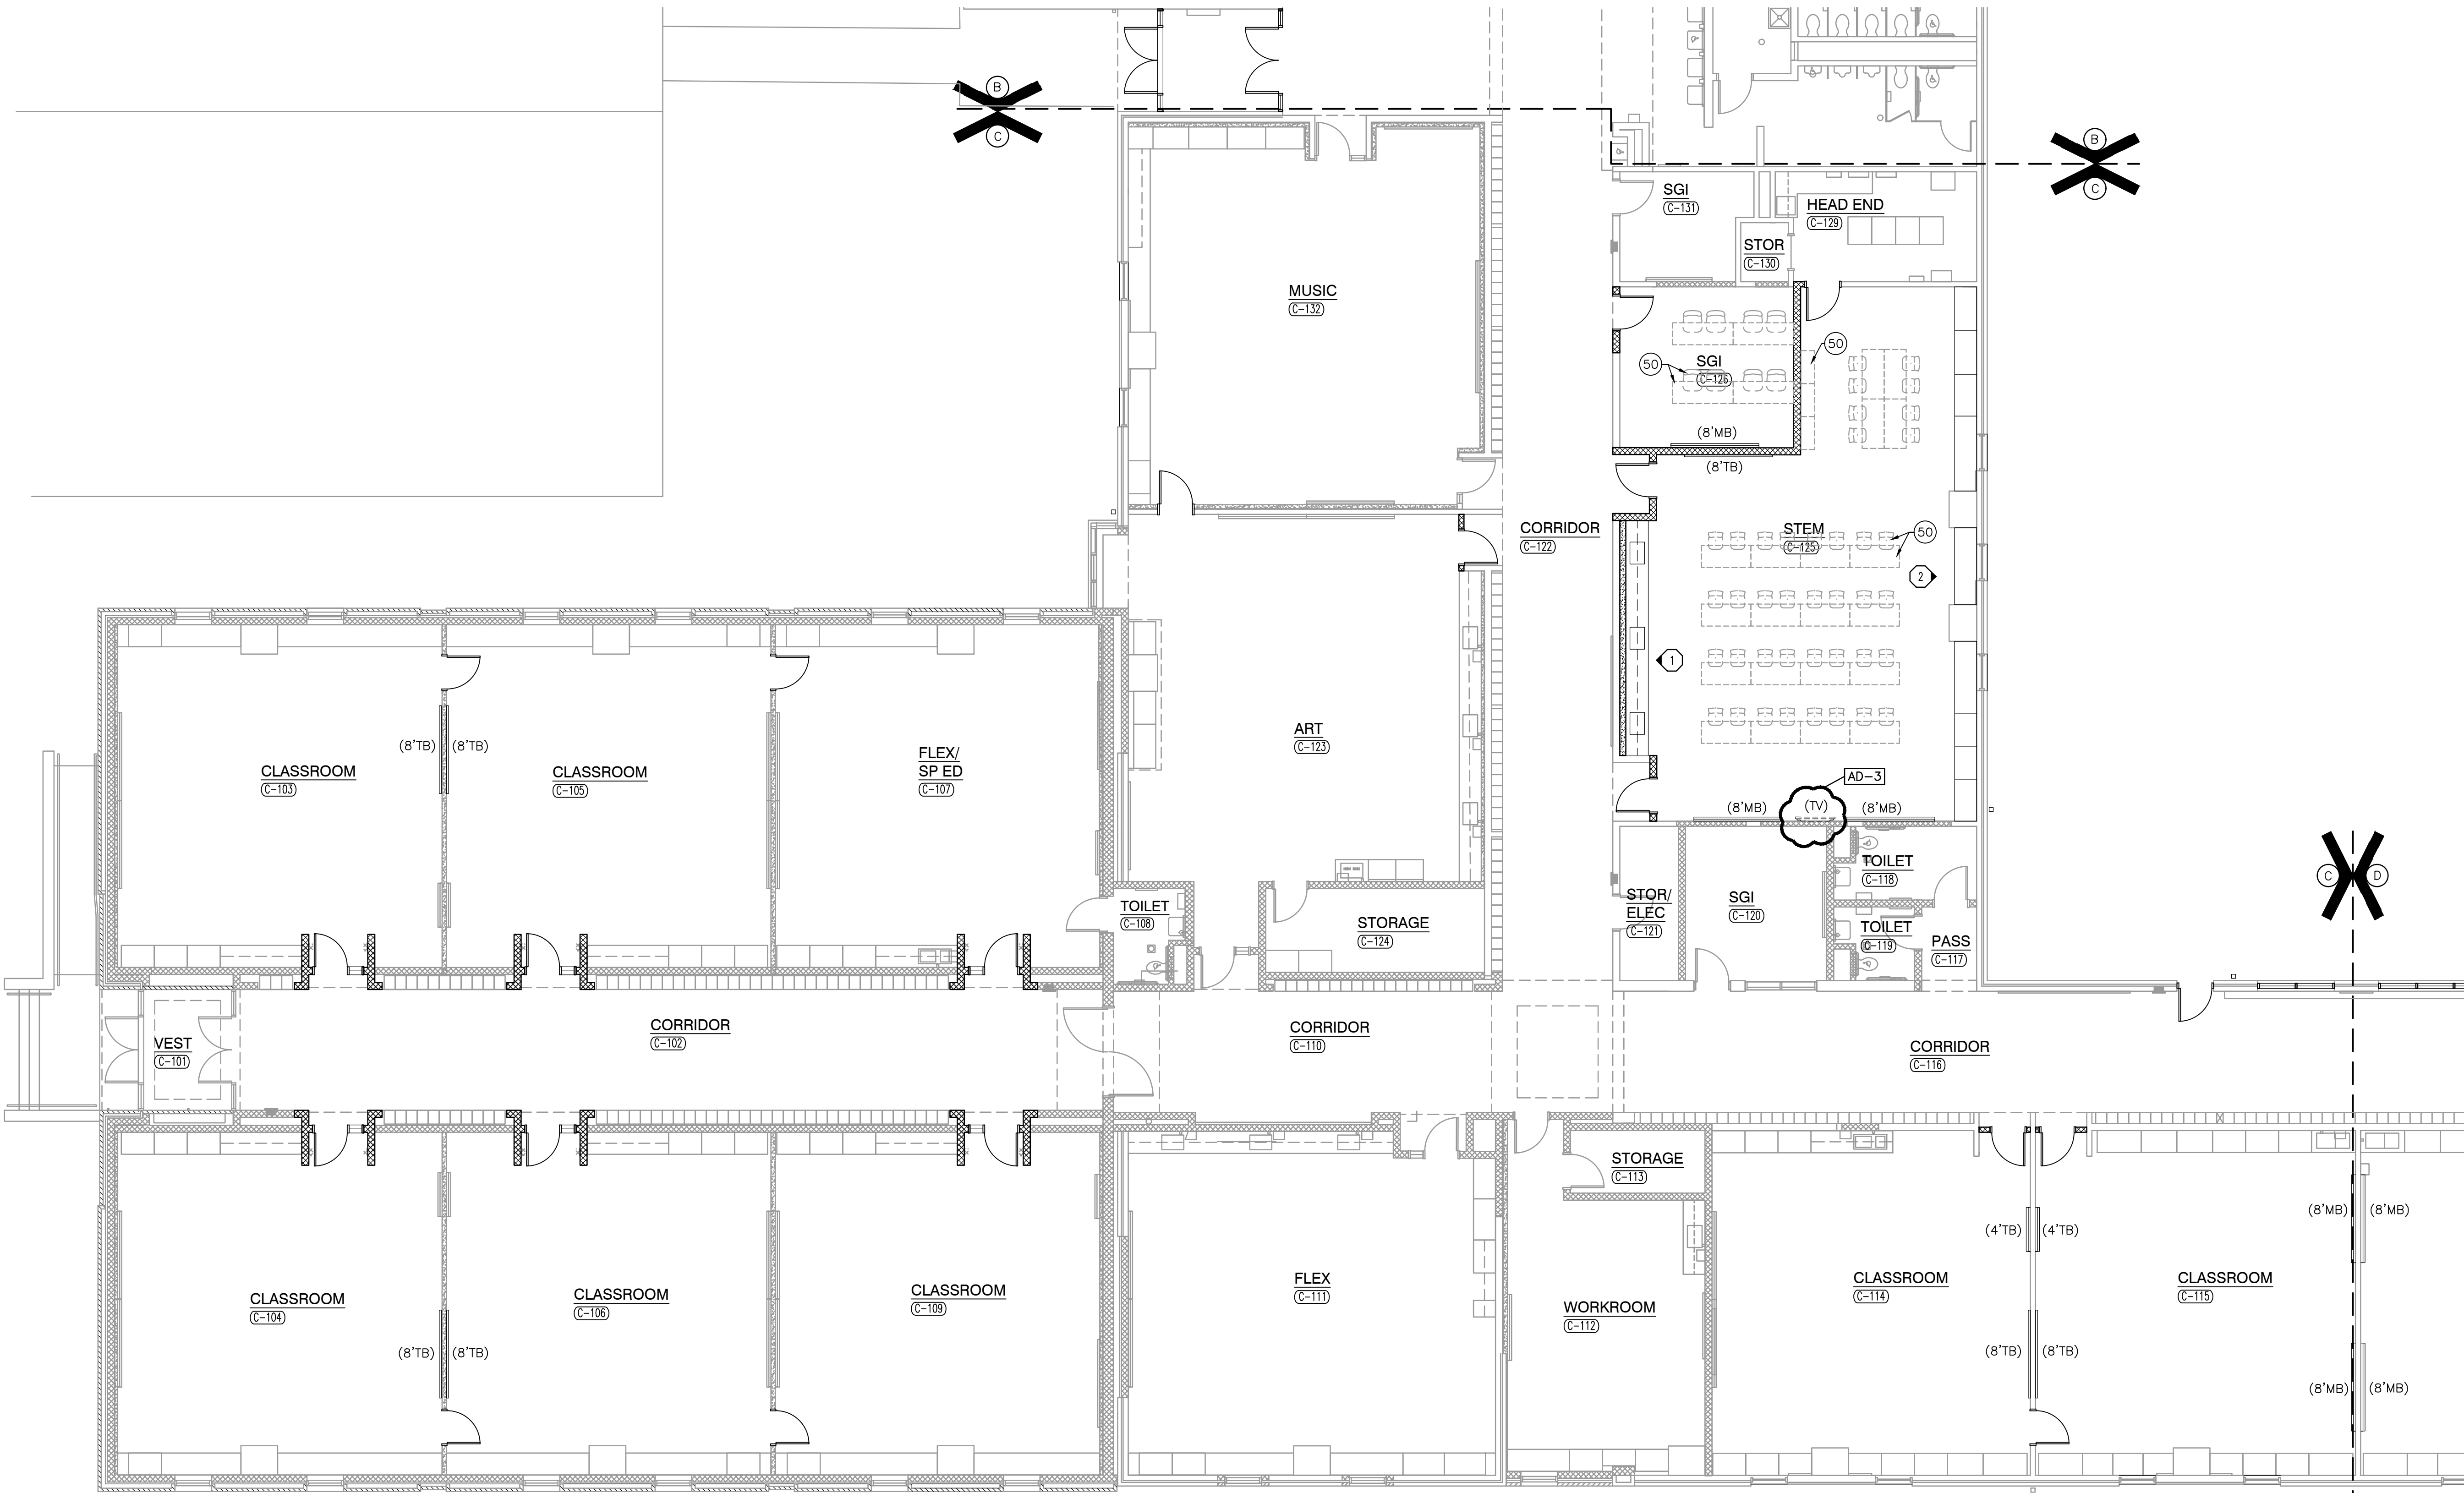 B
C
B
C
SGI
C-131
HEAD END
C-129
STOR
C-130
MUSIC
C-132
50
SGI
C-126
50
(8'MB)
(8'TB)
CORRIDOR
C-122
STEM
C-125
50
2
1
ART
C-123
AD-3
(8'MB)
(TV)
(8'MB)
CLASSROOM
C-103
(8'TB)
(8'TB)
CLASSROOM
C-105
FLEX/
SP ED
C-107
TOILET
C-108
STORAGE
C-124
STOR/
ELEC
C-121
SGI
C-120
TOILET
C-118
TOILET
C-119
PASS
C-117
C
D
VEST
C-101
CORRIDOR
C-102
CORRIDOR
C-110
CORRIDOR
C-116
STORAGE
C-113
CLASSROOM
C-104
(8'TB)
(8'TB)
CLASSROOM
C-106
CLASSROOM
C-109
FLEX
C-111
WORKROOM
C-112
CLASSROOM
C-114
(4'TB)
(4'TB)
(8'TB)
(8'TB)
CLASSROOM
C-115
(8'MB)
(8'MB)
(8'MB)
(8'MB)